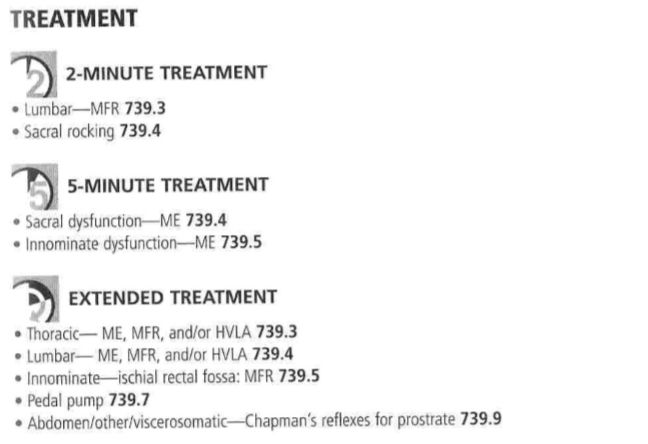 TREATMENT
2
2-MINUTE TREATMENT
• Lumbar—MFR 739.3
• Sacral rocking 739.4
5
5-MINUTE TREATMENT
• Sacral dysfunction—ME 739.4
• Innominate dysfunction—ME 739.5
EXTENDED TREATMENT
• Thoracic— ME, MFR, and/or HVLA 739.3
• Lumbar— ME, MFR, and/or HVLA 739.4
• Innominate—ischial rectal fossa: MFR 739.5
• Pedal pump 739.7
• Abdomen/other/viscerosomatic—Chapman's reflexes for prostrate 739.9